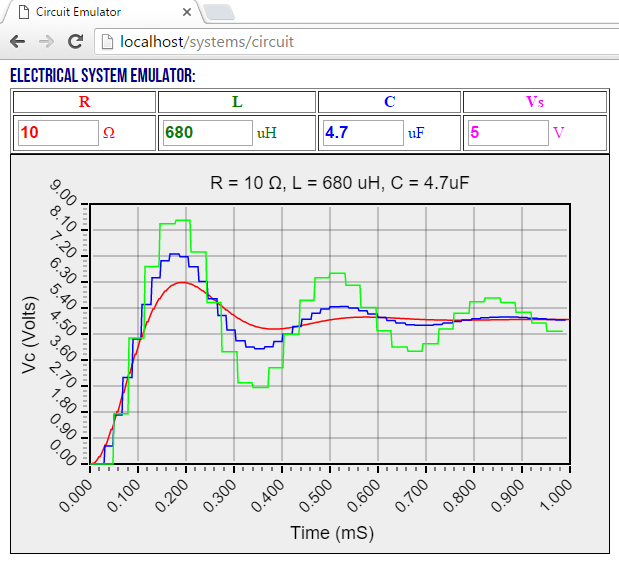 Circuit Emulator
localhost/systems/circuit
ELECTRICAL SYSTEM EMULATOR:
R L C Vs
10 Ω 680 uH 4.7 uF 5 V
R = 10 Ω, L = 680 uH, C = 4.7uF
9.00
8.10
7.20
6.30
5.40
4.50
3.60
2.70
1.80
0.90
0.00
Vc (Volts)
0.000 0.100 0.200 0.300 0.400 0.500 0.600 0.700 0.800 0.900 1.000
Time (mS)